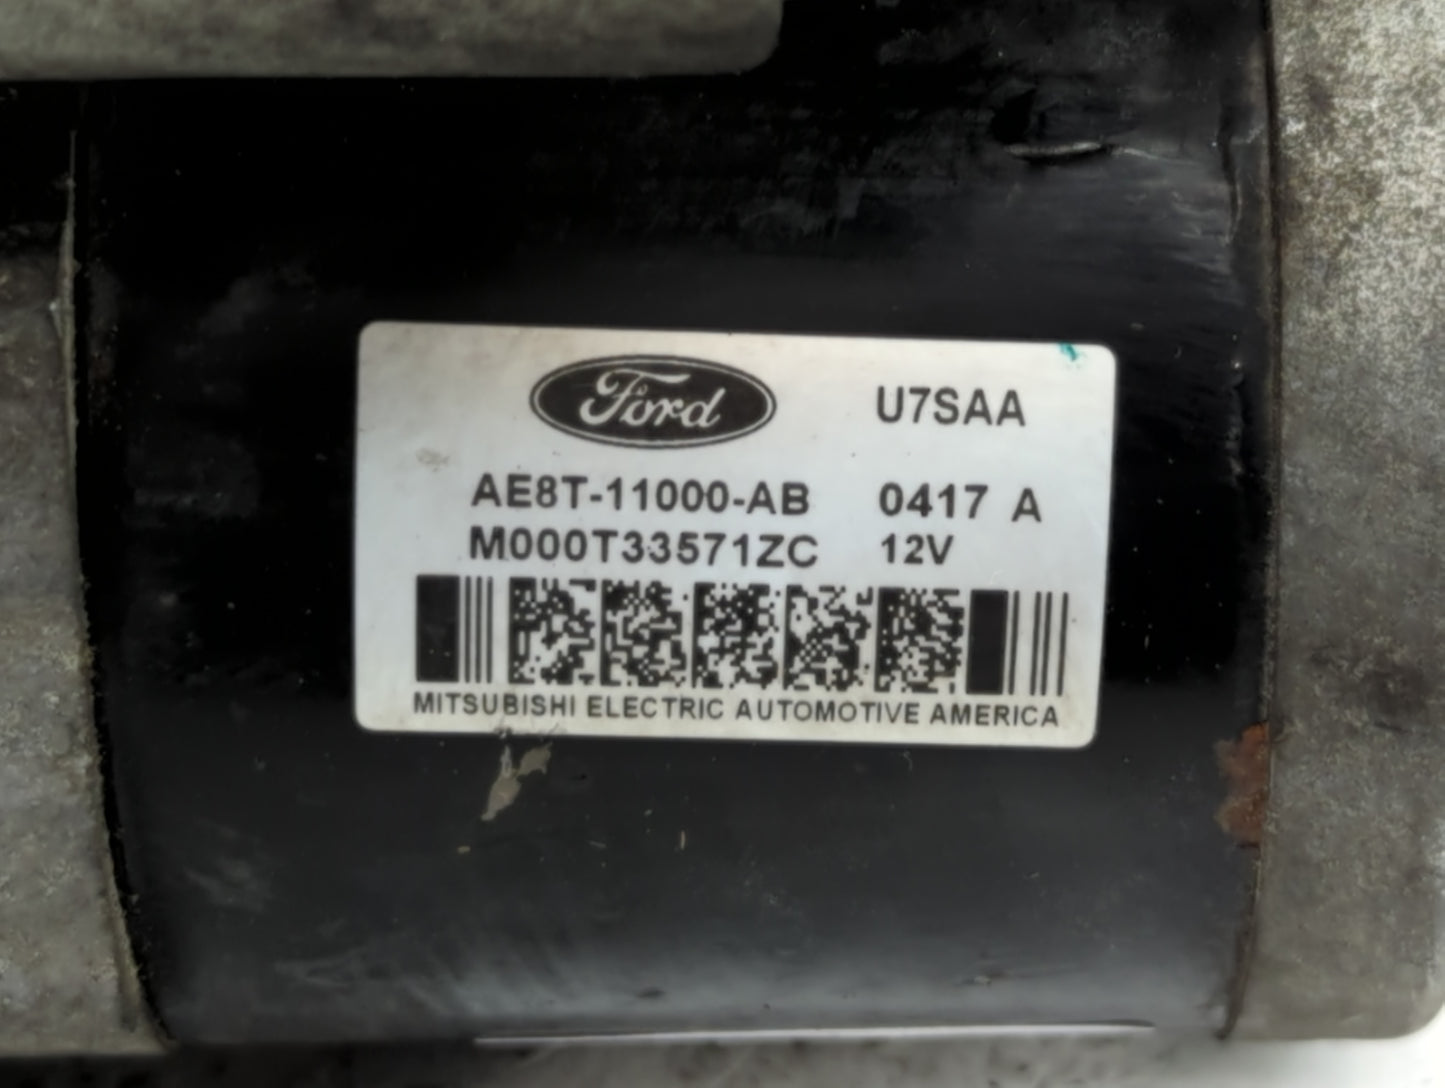 Ford U7SAA
AE8T-11000-AB 0417 A
M000T33571ZC 12V
MITSUBISHI ELECTRIC AUTOMOTIVE AMERICA